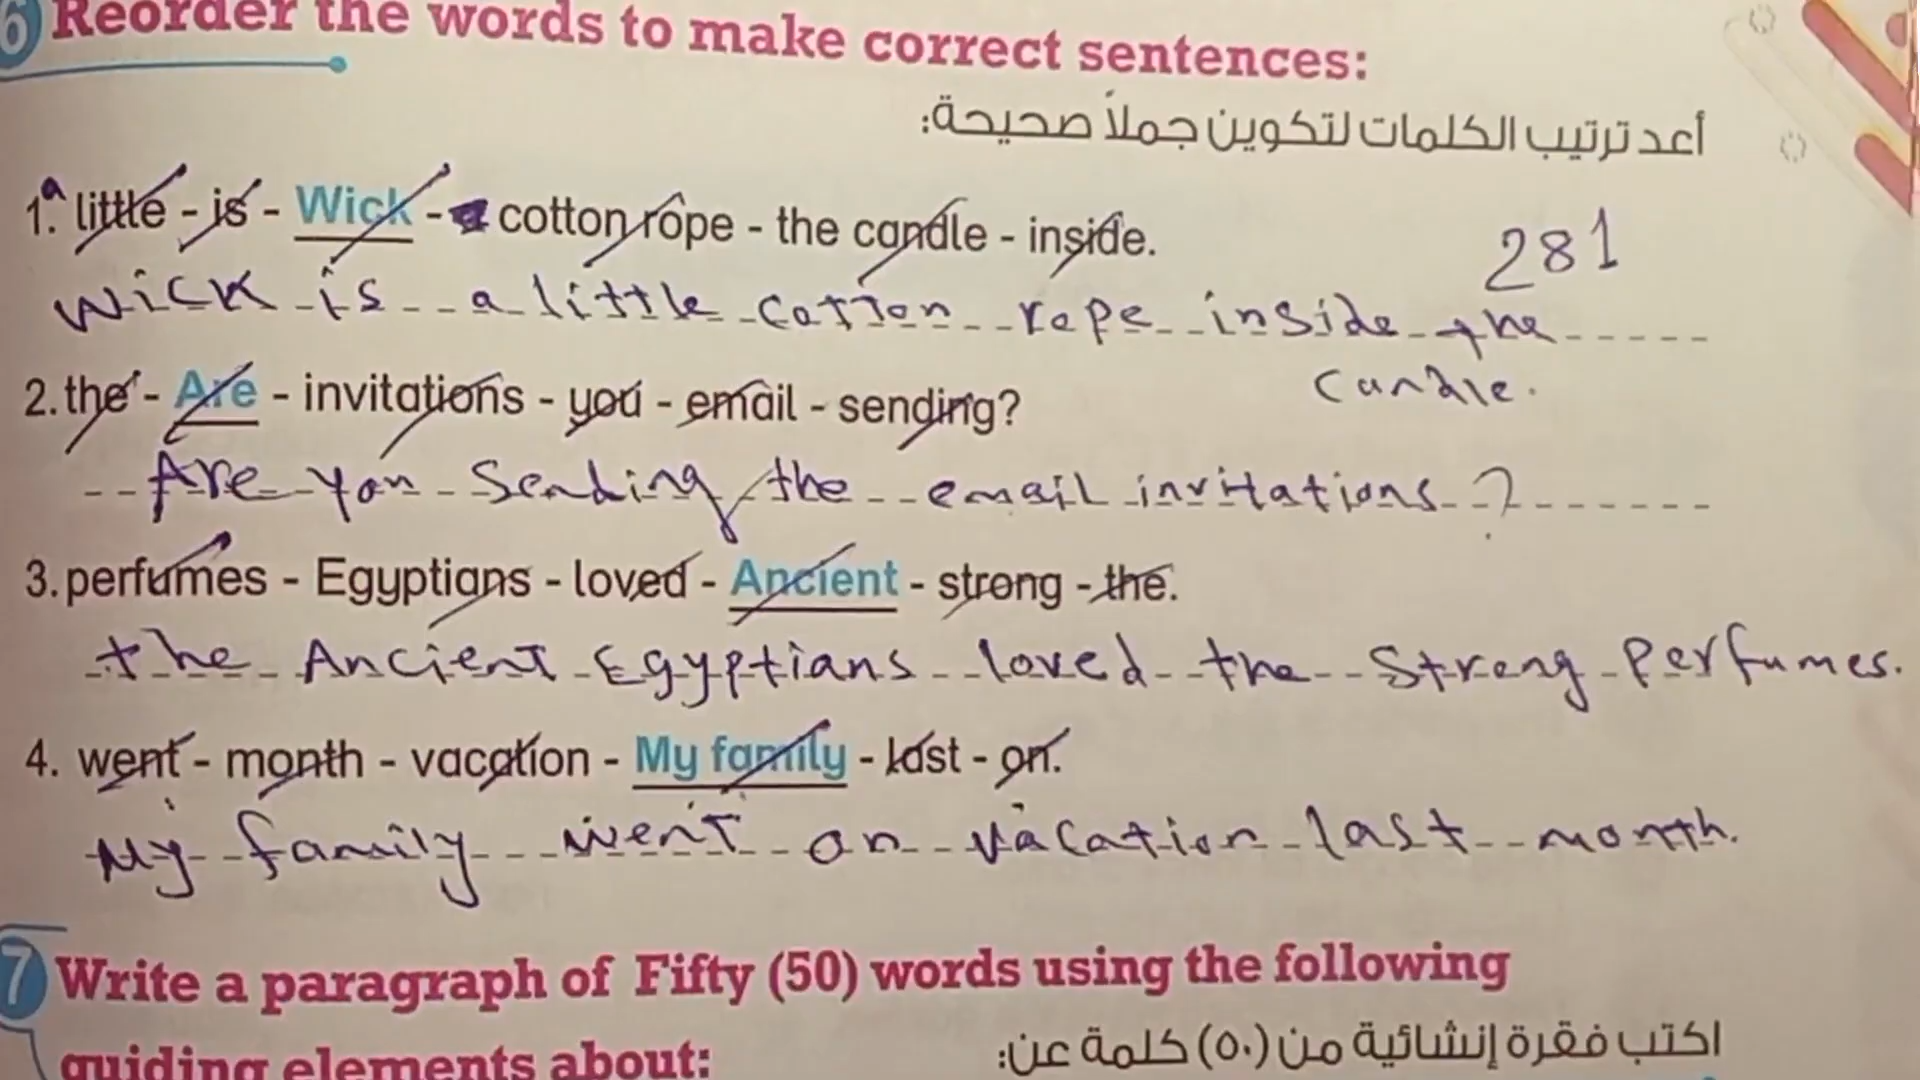 6 Reorder the words to make correct sentences:
أعد ترتيب الكلمات لتكوين جملاً صحيحة:
1. a little - is - Wick - cotton rope - the candle - inside.
281
Wick is a little cotton rope inside the
candle.
2. the - Are - invitations - you - email - sending?
Are you sending the email invitations ?
3. perfumes - Egyptians - loved - Ancient - strong - the.
the Ancient Egyptians loved the strong perfumes.
4. went - month - vacation - My family - last - on.
My family went on vacation last month.
7 Write a paragraph of Fifty (50) words using the following
guiding elements about:
اكتب فقرة إنشائية من (٥٠) كلمة عن: